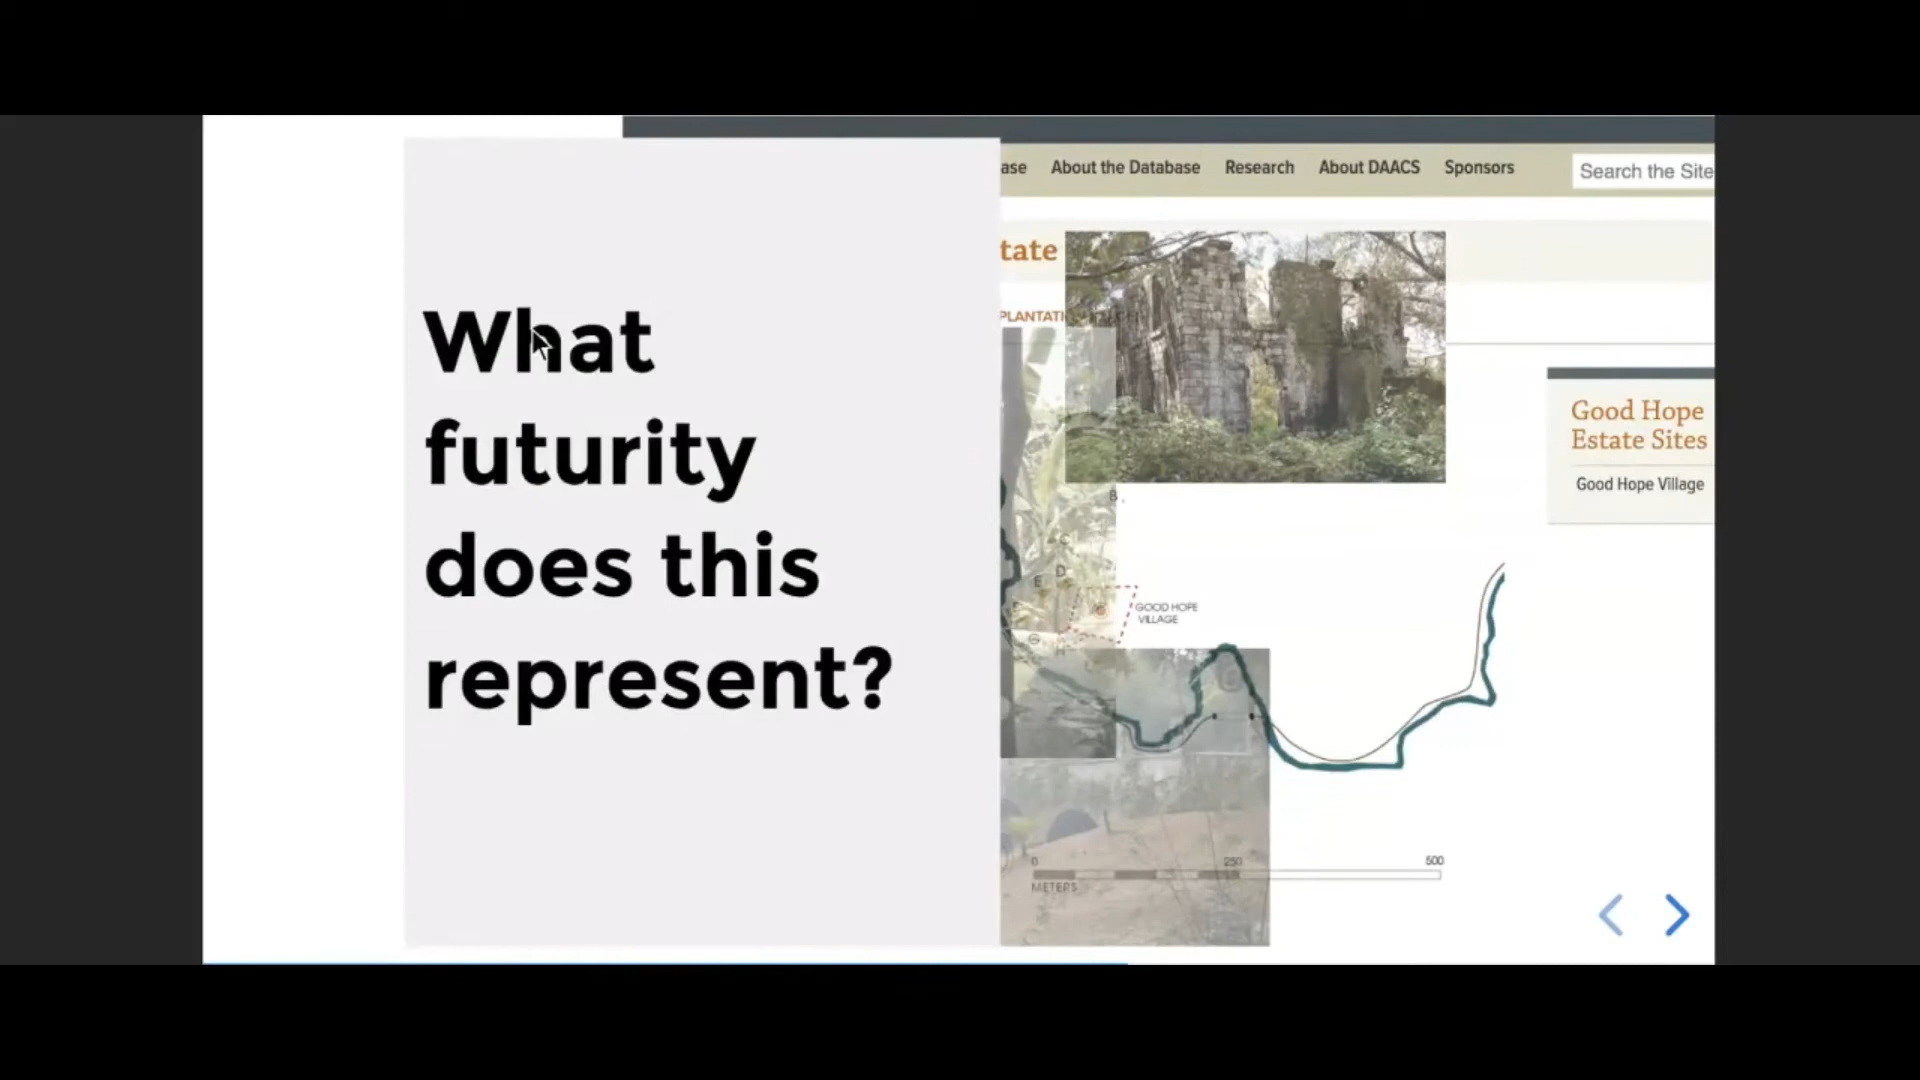 ase About the Database Research About DAACS Sponsors
Search the Site
tate
What
futurity
does this
represent?
Good Hope
Estate Sites
Good Hope Village
B
C
D
E
G
GOOD HOPE
VILLAGE
0 250 500
METERS